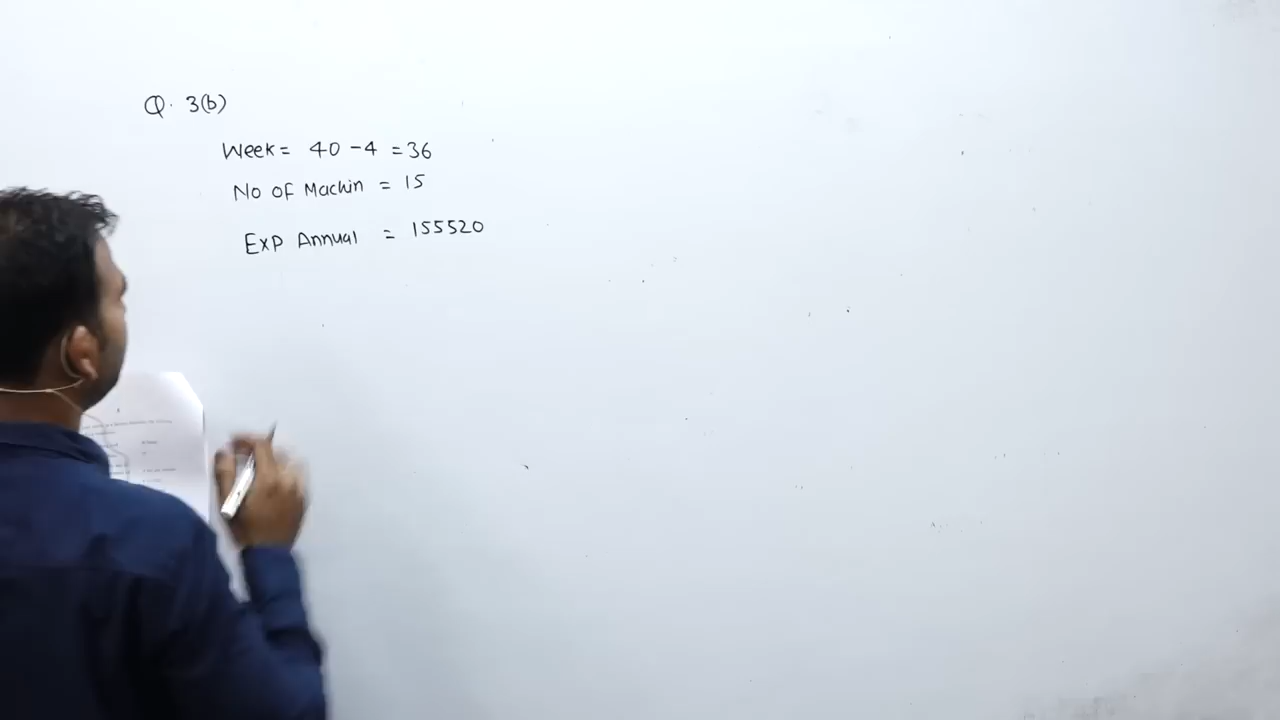 Q. 3(b)
Week = 40 - 4 = 36
No OF Machin = 15
Exp Annual = 155520